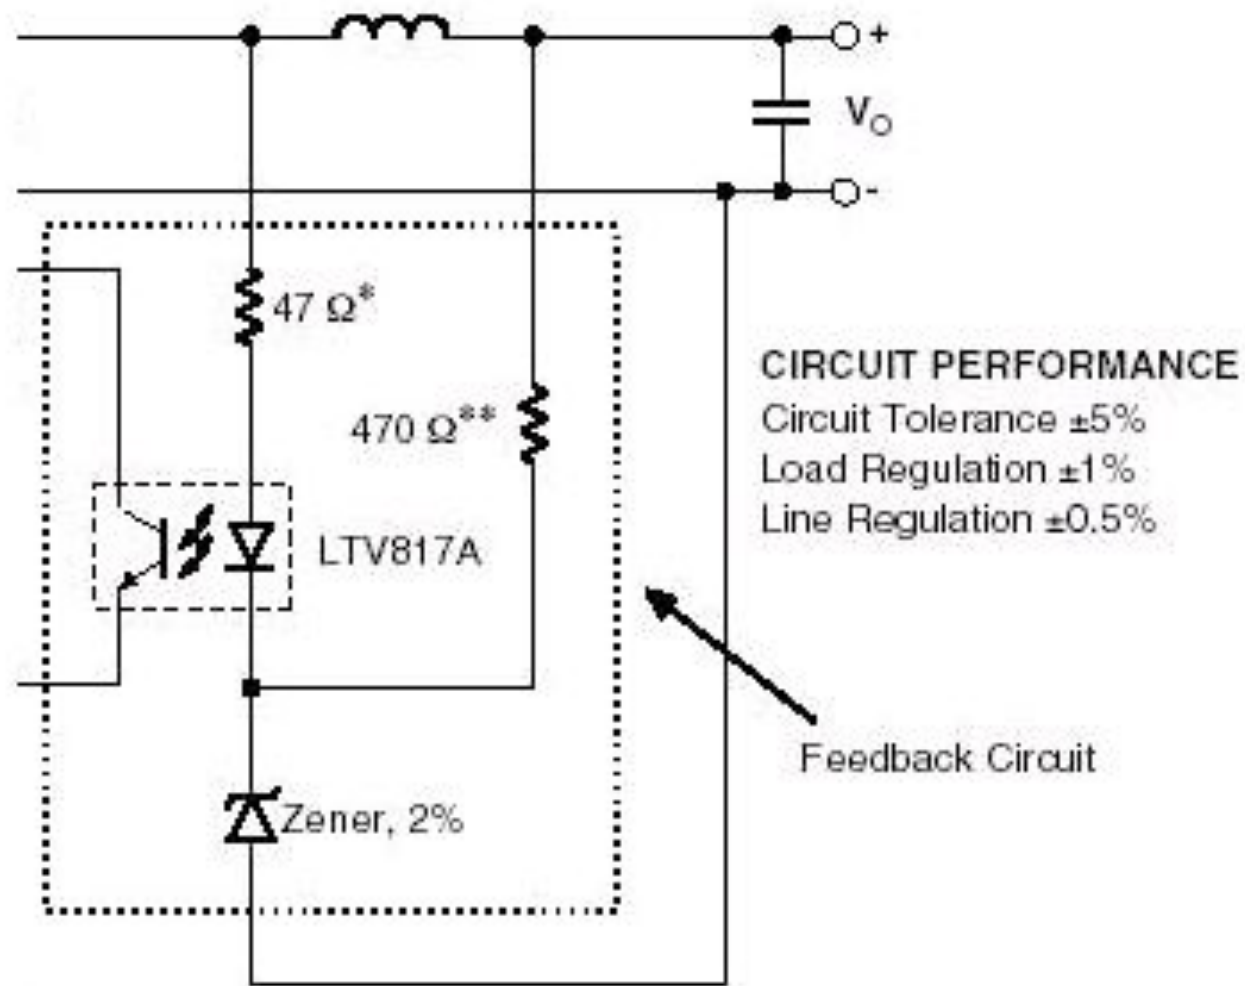 +
V_O
-
47 Ω*
470 Ω**
LTV817A
Zener, 2%
CIRCUIT PERFORMANCE
Circuit Tolerance ±5%
Load Regulation ±1%
Line Regulation ±0.5%
Feedback Circuit